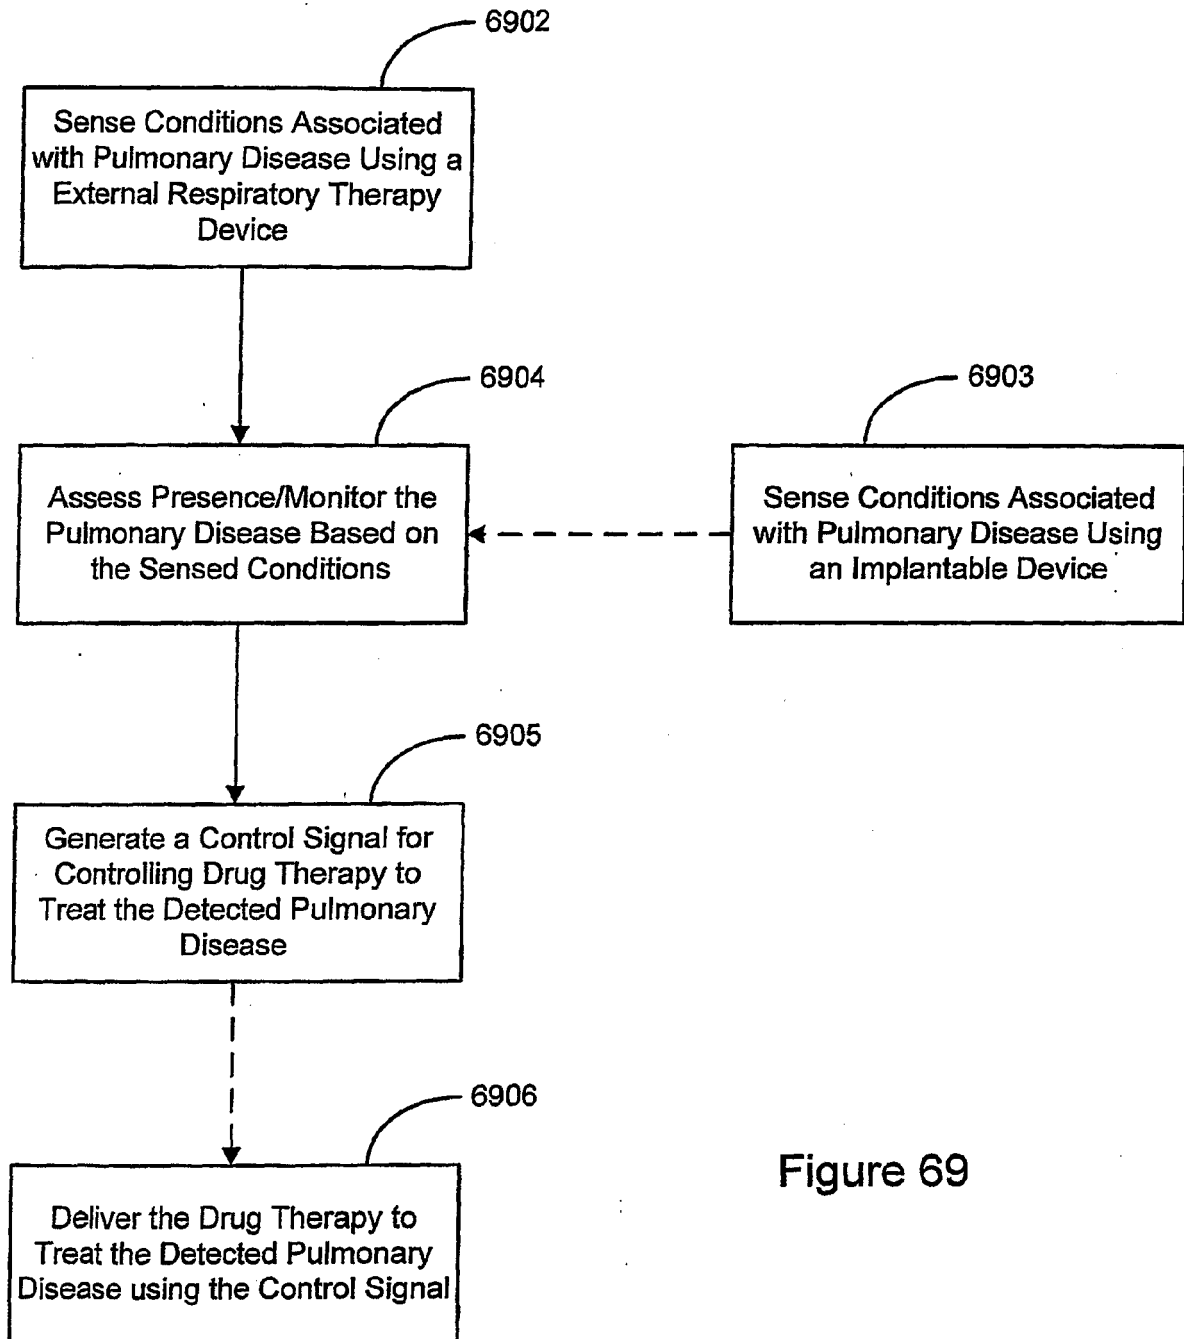 6902
Sense Conditions Associated
with Pulmonary Disease Using a
External Respiratory Therapy
Device
6904
Assess Presence/Monitor the
Pulmonary Disease Based on
the Sensed Conditions
6903
Sense Conditions Associated
with Pulmonary Disease Using
an Implantable Device
6905
Generate a Control Signal for
Controlling Drug Therapy to
Treat the Detected Pulmonary
Disease
6906
Deliver the Drug Therapy to
Treat the Detected Pulmonary
Disease using the Control Signal
Figure 69